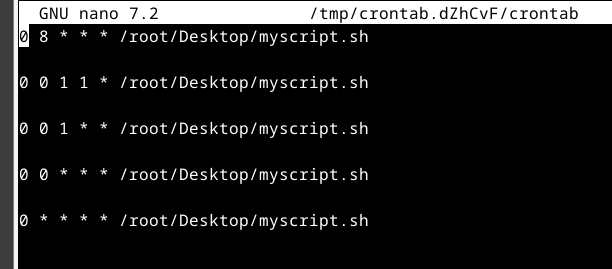 GNU nano 7.2 /tmp/crontab.dZhCvF/crontab
0 8 * * * /root/Desktop/myscript.sh
0 0 1 1 * /root/Desktop/myscript.sh
0 0 1 * * /root/Desktop/myscript.sh
0 0 * * * /root/Desktop/myscript.sh
0 * * * * /root/Desktop/myscript.sh